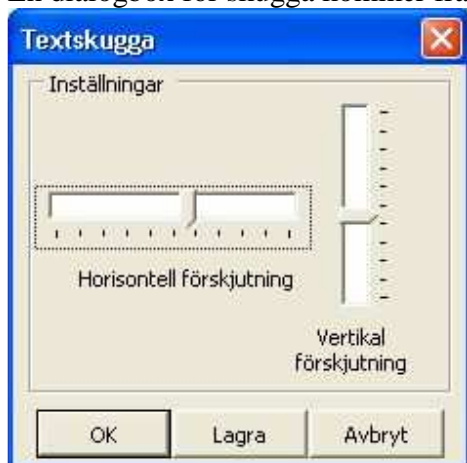 Textskugga
Inställningar
Horisontell förskjutning
Vertikal
förskjutning
OK
Lagra
Avbryt